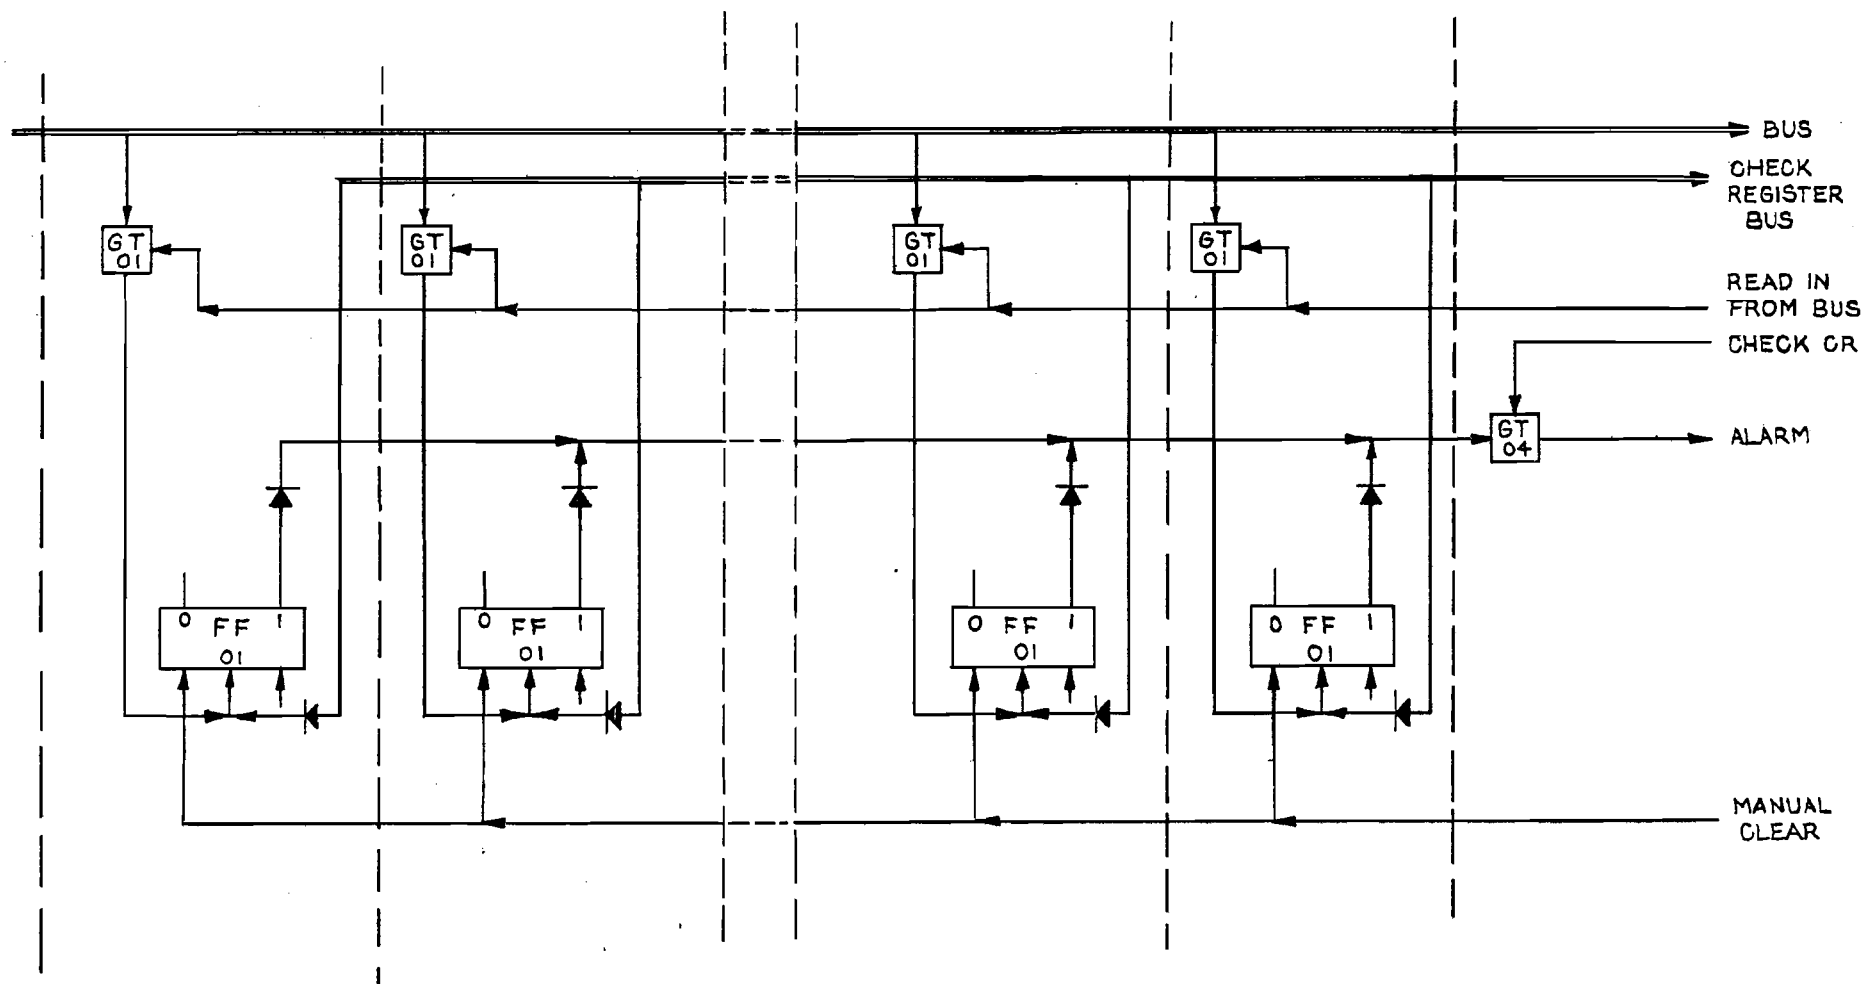 BUS
CHECK
REGISTER
BUS
GT
01
GT
01
GT
01
GT
01
READ IN
FROM BUS
CHECK CR
GT
04
ALARM
0 FF 1
01
0 FF 1
01
0 FF 1
01
0 FF 1
01
MANUAL
CLEAR